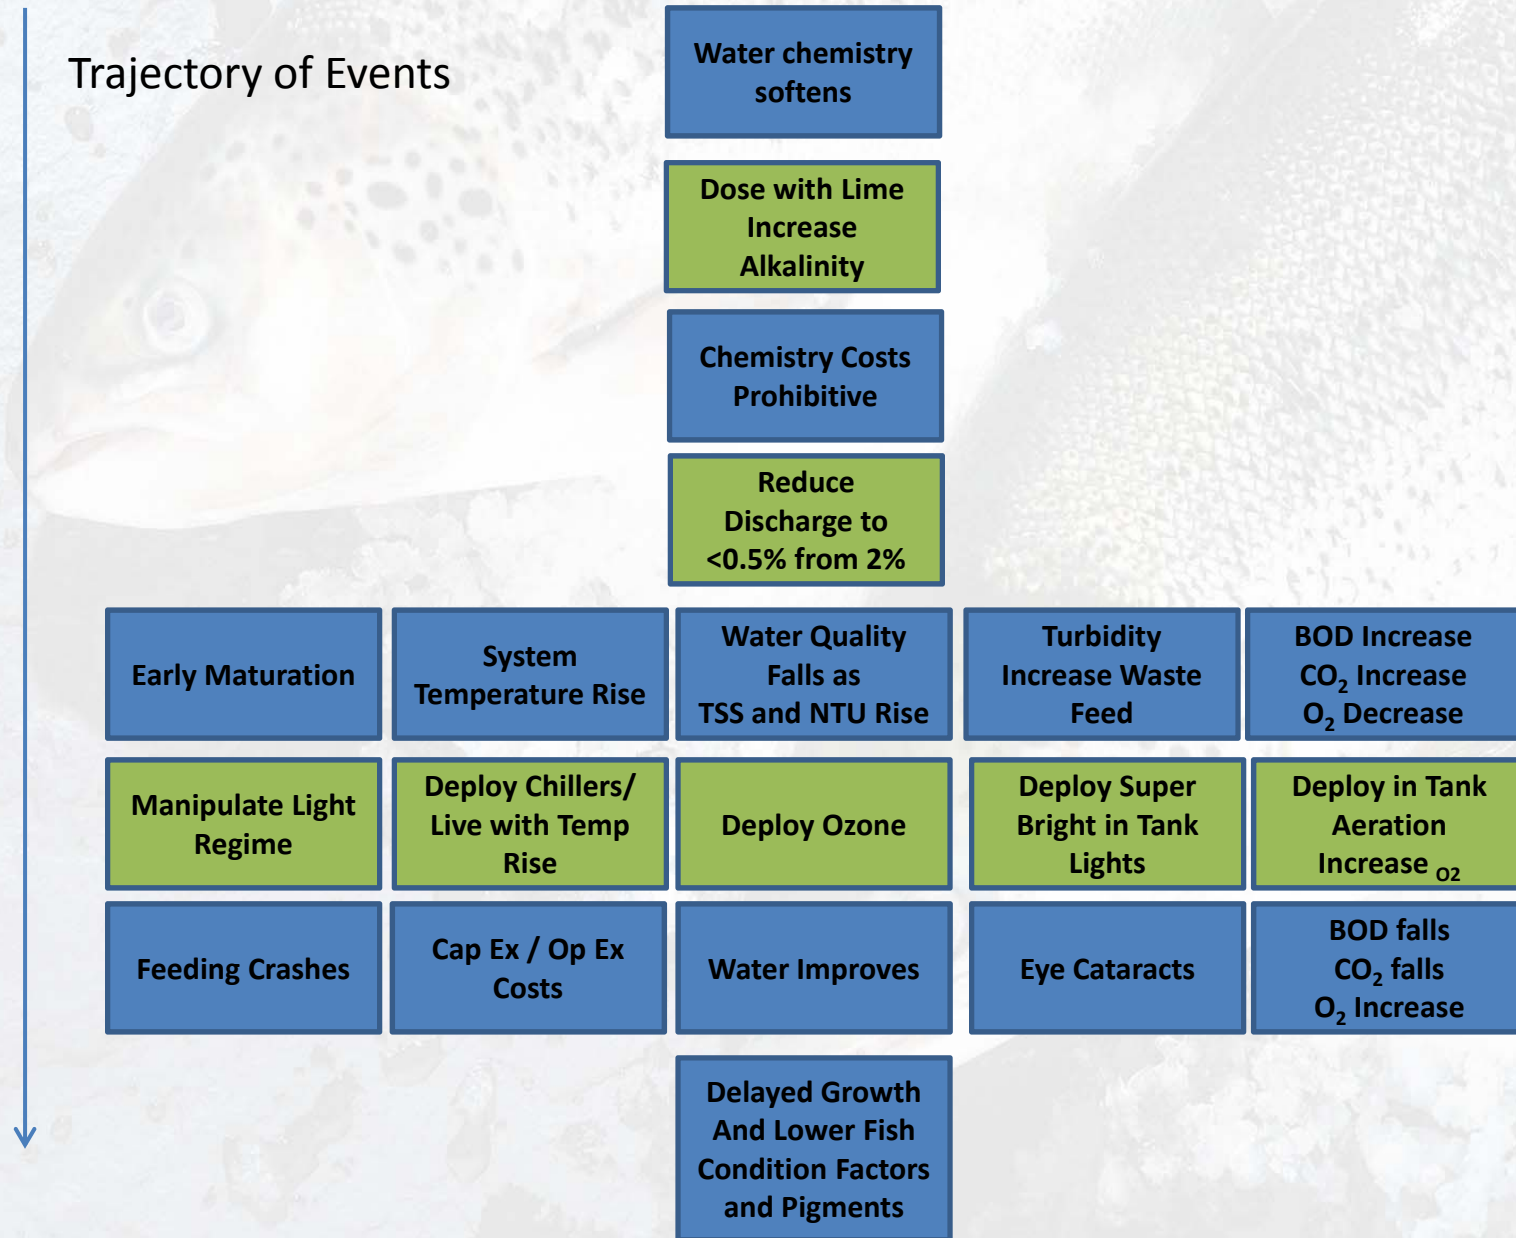 Trajectory of Events
Water chemistry
softens
Dose with Lime
Increase
Alkalinity
Chemistry Costs
Prohibitive
Reduce
Discharge to
<0.5% from 2%
Early Maturation
System
Temperature Rise
Water Quality
Falls as
TSS and NTU Rise
Turbidity
Increase Waste
Feed
BOD Increase
CO₂ Increase
O₂ Decrease
Manipulate Light
Regime
Deploy Chillers/
Live with Temp
Rise
Deploy Ozone
Deploy Super
Bright in Tank
Lights
Deploy in Tank
Aeration
Increase O2
Feeding Crashes
Cap Ex / Op Ex
Costs
Water Improves
Eye Cataracts
BOD falls
CO₂ falls
O₂ Increase
Delayed Growth
And Lower Fish
Condition Factors
and Pigments